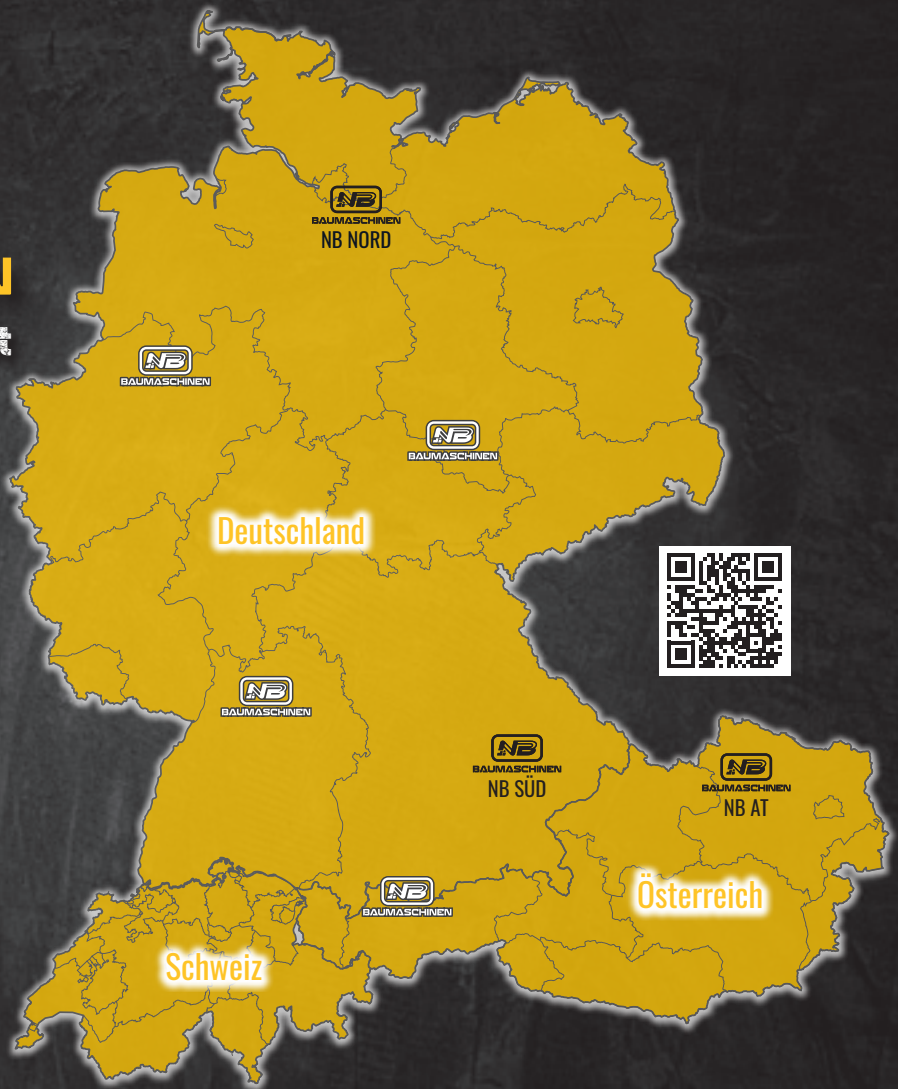 NB
BAUMASCHINEN
NB NORD
NB
BAUMASCHINEN
NB
BAUMASCHINEN
Deutschland
NB
BAUMASCHINEN
NB
BAUMASCHINEN
NB SÜD
NB
BAUMASCHINEN
NB AT
NB
BAUMASCHINEN
Österreich
Schweiz